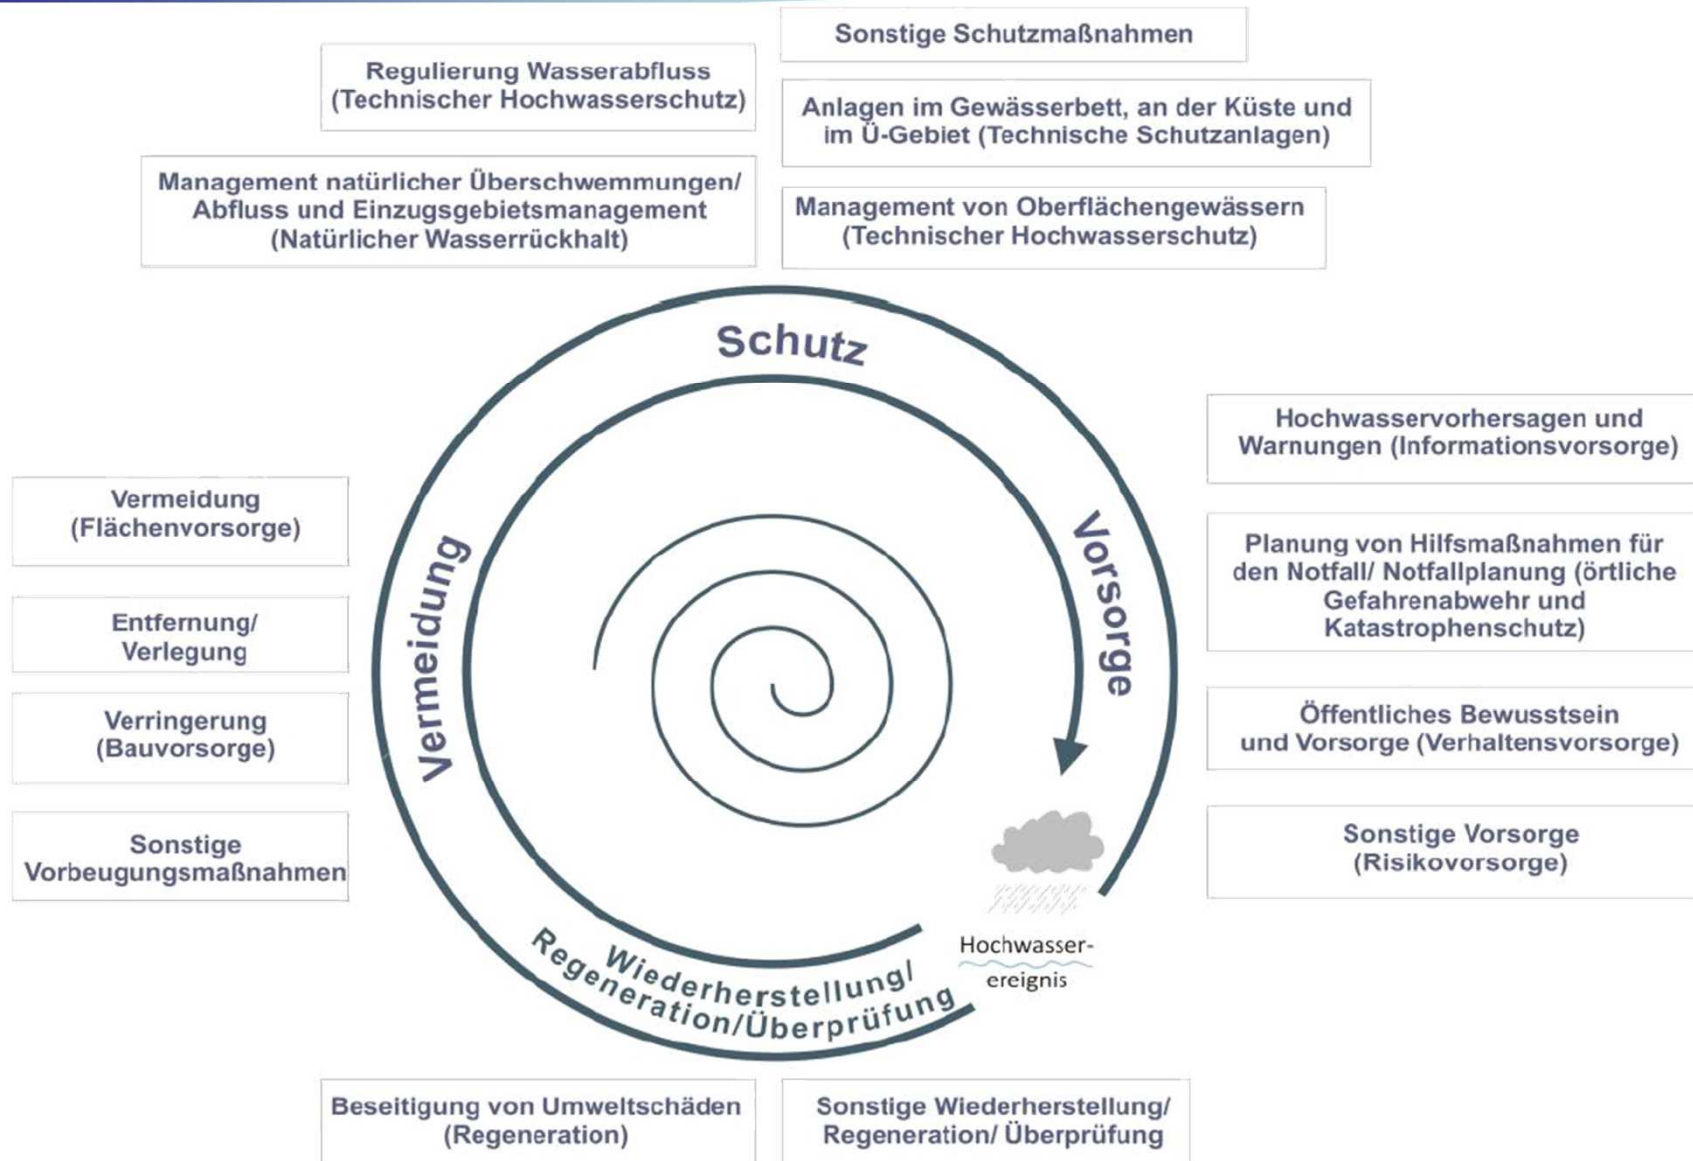 Sonstige Schutzmaßnahmen
Regulierung Wasserabfluss
(Technischer Hochwasserschutz)
Anlagen im Gewässerbett, an der Küste und
im Ü-Gebiet (Technische Schutzanlagen)
Management natürlicher Überschwemmungen/
Abfluss und Einzugsgebietsmanagement
(Natürlicher Wasserrückhalt)
Management von Oberflächengewässern
(Technischer Hochwasserschutz)
Schutz
Hochwasservorhersagen und
Warnungen (Informationsvorsorge)
Vermeidung
(Flächenvorsorge)
Vermeidung
Vorsorge
Planung von Hilfsmaßnahmen für
den Notfall/ Notfallplanung (örtliche
Gefahrenabwehr und
Katastrophenschutz)
Entfernung/
Verlegung
Verringerung
(Bauvorsorge)
Öffentliches Bewusstsein
und Vorsorge (Verhaltensvorsorge)
Sonstige
Vorbeugungsmaßnahmen
Sonstige Vorsorge
(Risikovorsorge)
Hochwasser-
ereignis
Wiederherstellung/
Regeneration/Überprüfung
Beseitigung von Umweltschäden
(Regeneration)
Sonstige Wiederherstellung/
Regeneration/ Überprüfung